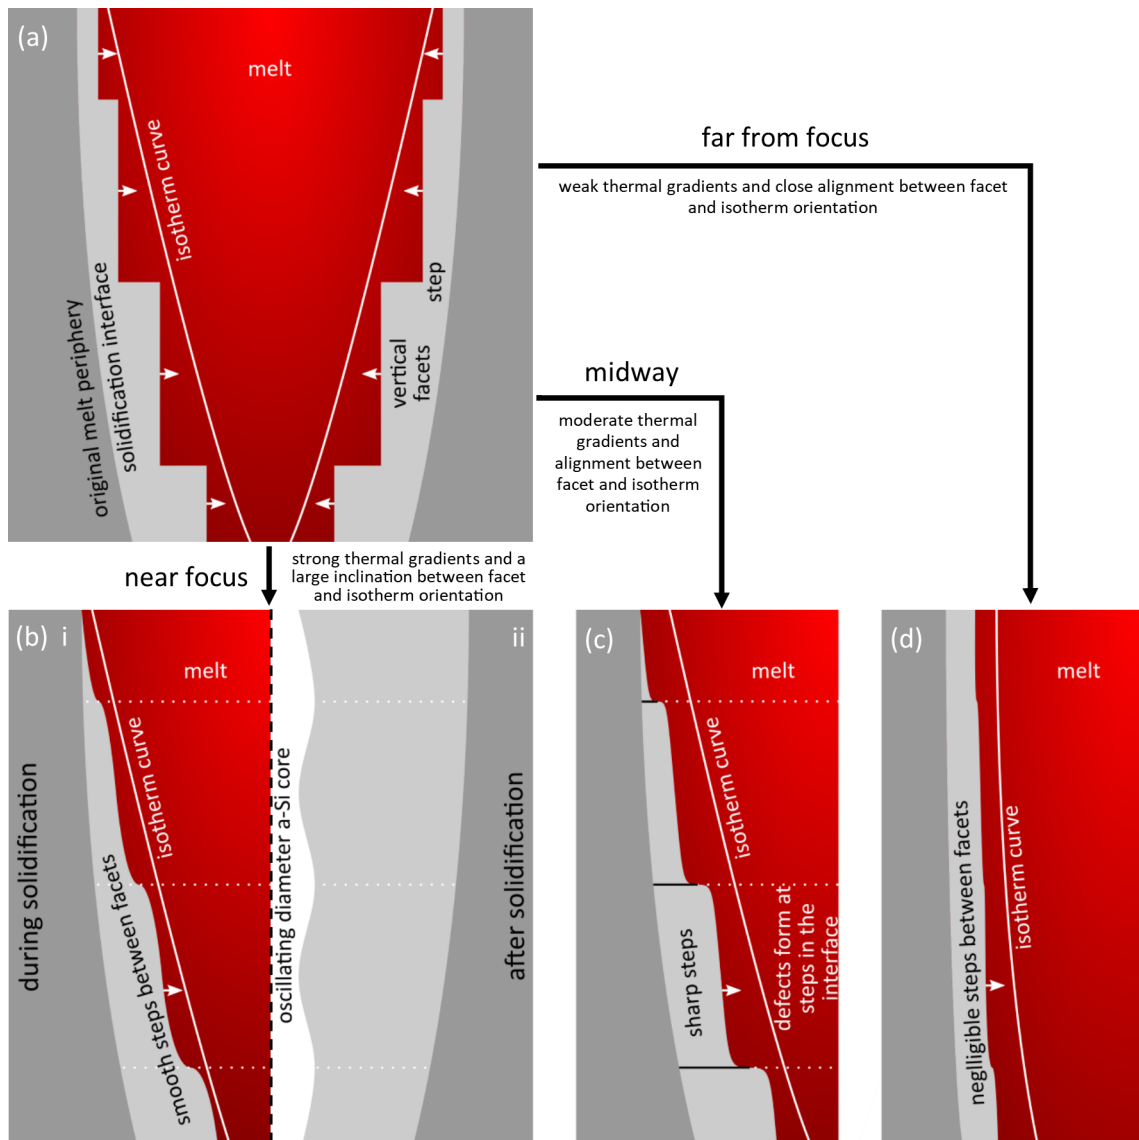 (a)
melt
isotherm curve
original melt periphery
solidification interface
step
vertical
facets
far from focus
weak thermal gradients and close alignment between facet
and isotherm orientation
midway
moderate thermal
gradients and
alignment between
facet and isotherm
orientation
near focus
strong thermal gradients and a
large inclination between facet
and isotherm orientation
(b) i
melt
ii
during solidification
isotherm curve
smooth steps between facets
oscillating diameter a-Si core
after solidification
(c)
melt
isotherm curve
sharp steps
defects form at
steps in the
interface
(d)
melt
isotherm curve
neglligible steps between facets